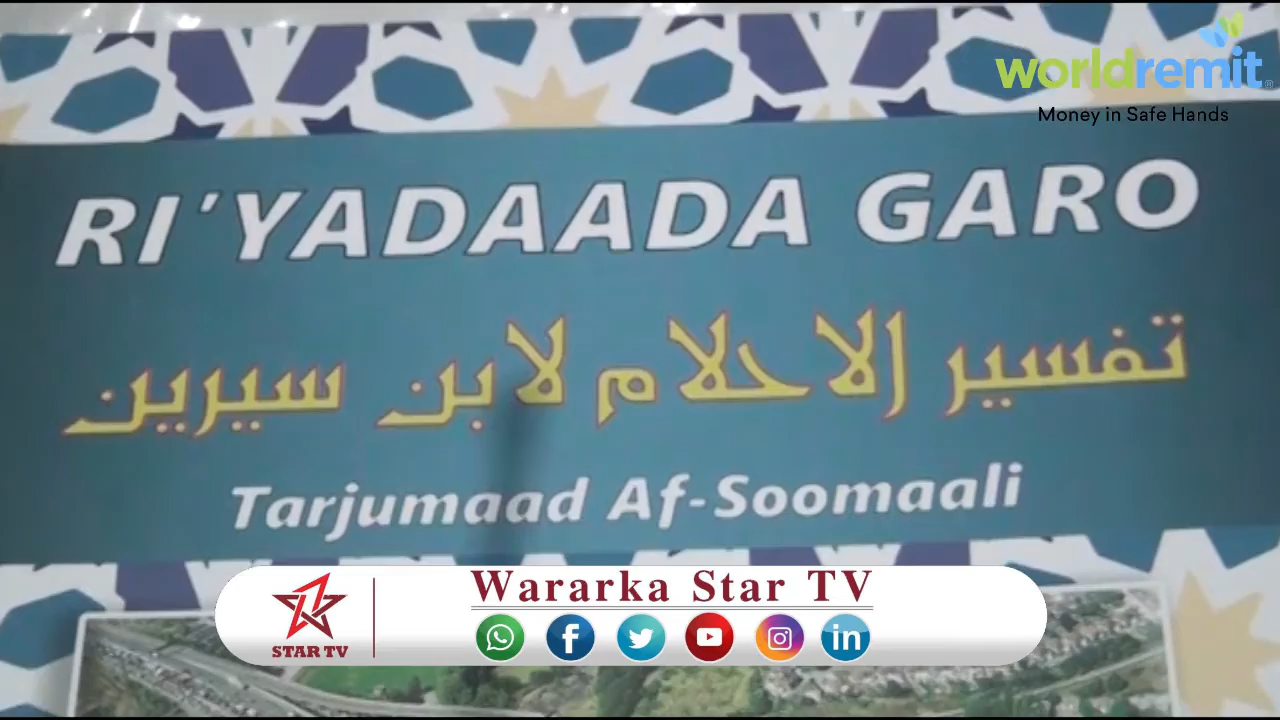 worldremit
Money in Safe Hands
RI'YADAADA GARO
تفسير الاحلام لابن سيرين
Tarjumaad Af-Soomaali
Wararka Star TV
STAR TV